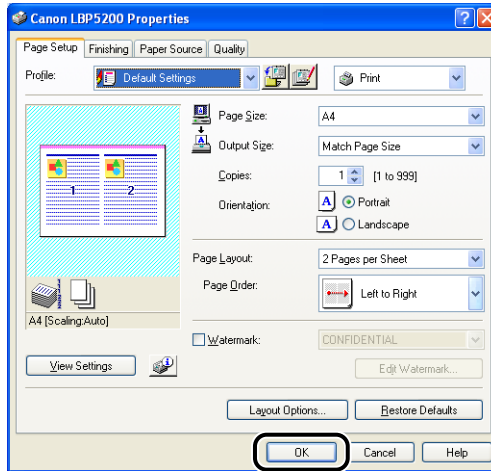 Canon LBP5200 Properties
Page Setup Finishing Paper Source Quality
Profile: Default Settings Print
Page Size: A4
Output Size: Match Page Size
Copies: 1 [1 to 999]
Orientation: A Portrait
A Landscape
1 2
Page Layout: 2 Pages per Sheet
Page Order: Left to Right
A4 [Scaling:Auto]
Watermark: CONFIDENTIAL
View Settings Edit Watermark...
Layout Options... Restore Defaults
OK Cancel Help